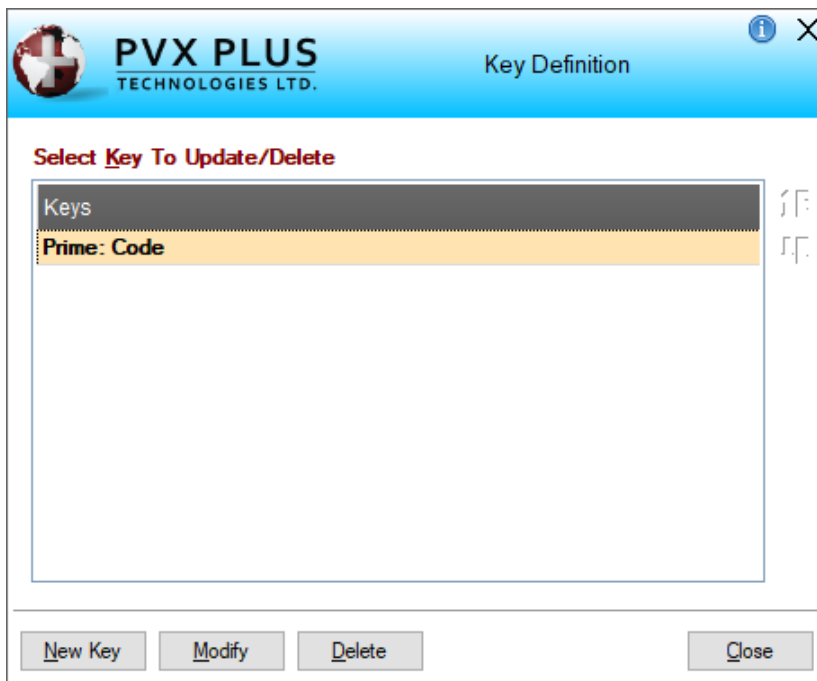 PVX PLUS
TECHNOLOGIES LTD.
Key Definition
Select Key To Update/Delete
Keys
Prime: Code
New Key
Modify
Delete
Close